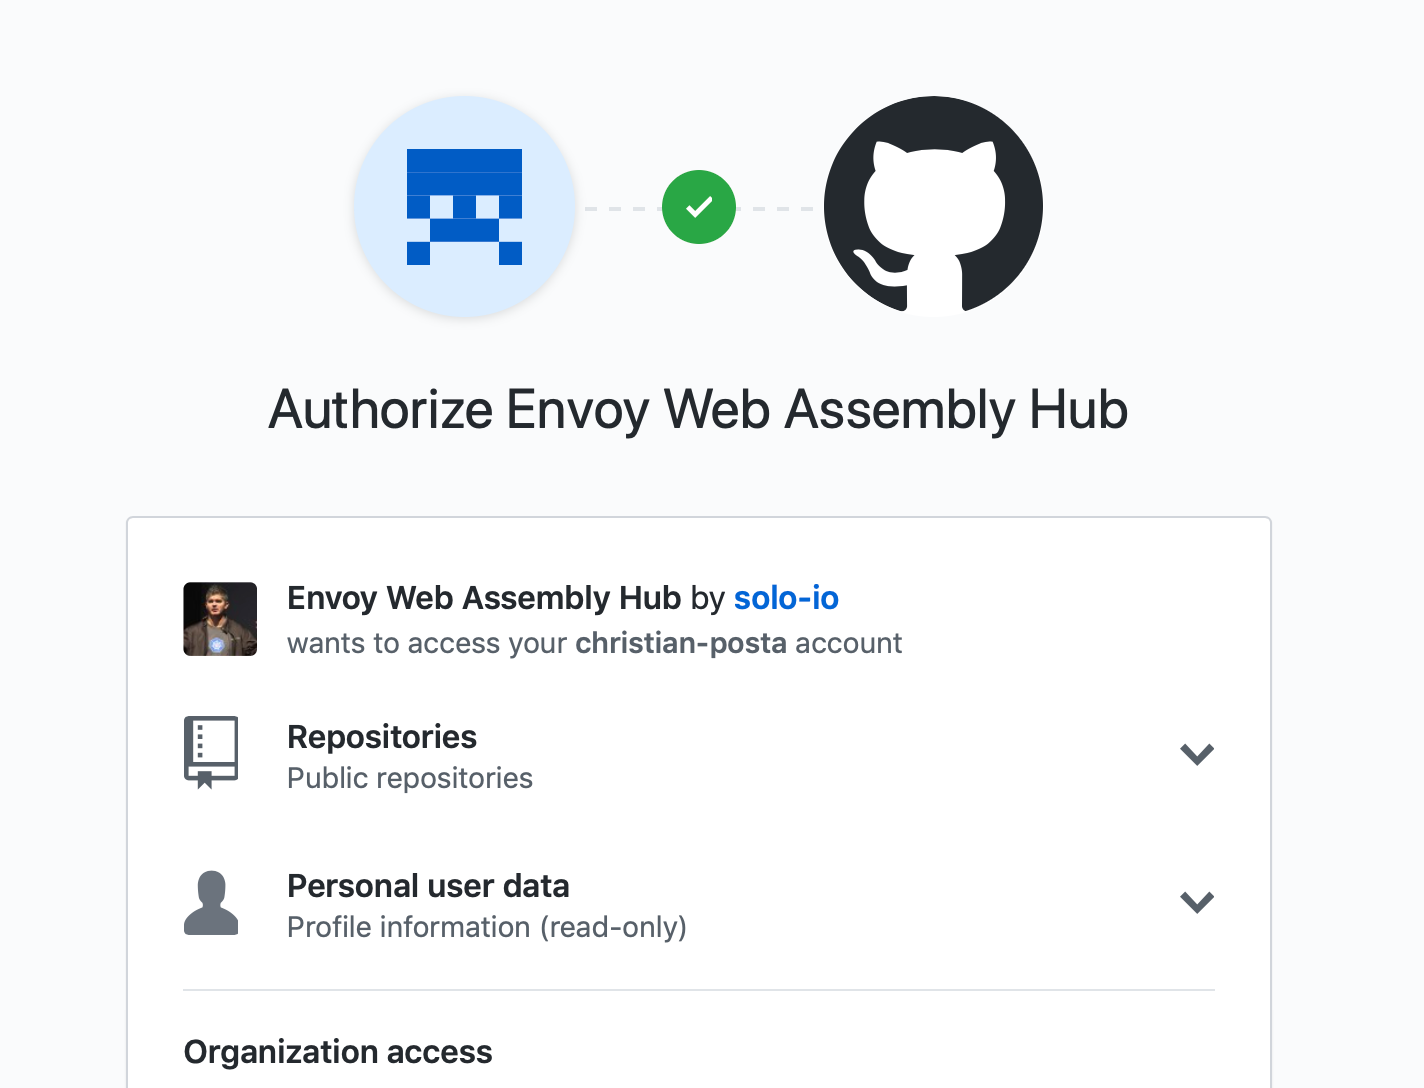 Authorize Envoy Web Assembly Hub
Envoy Web Assembly Hub by solo-io
wants to access your christian-posta account
Repositories
Public repositories
Personal user data
Profile information (read-only)
Organization access